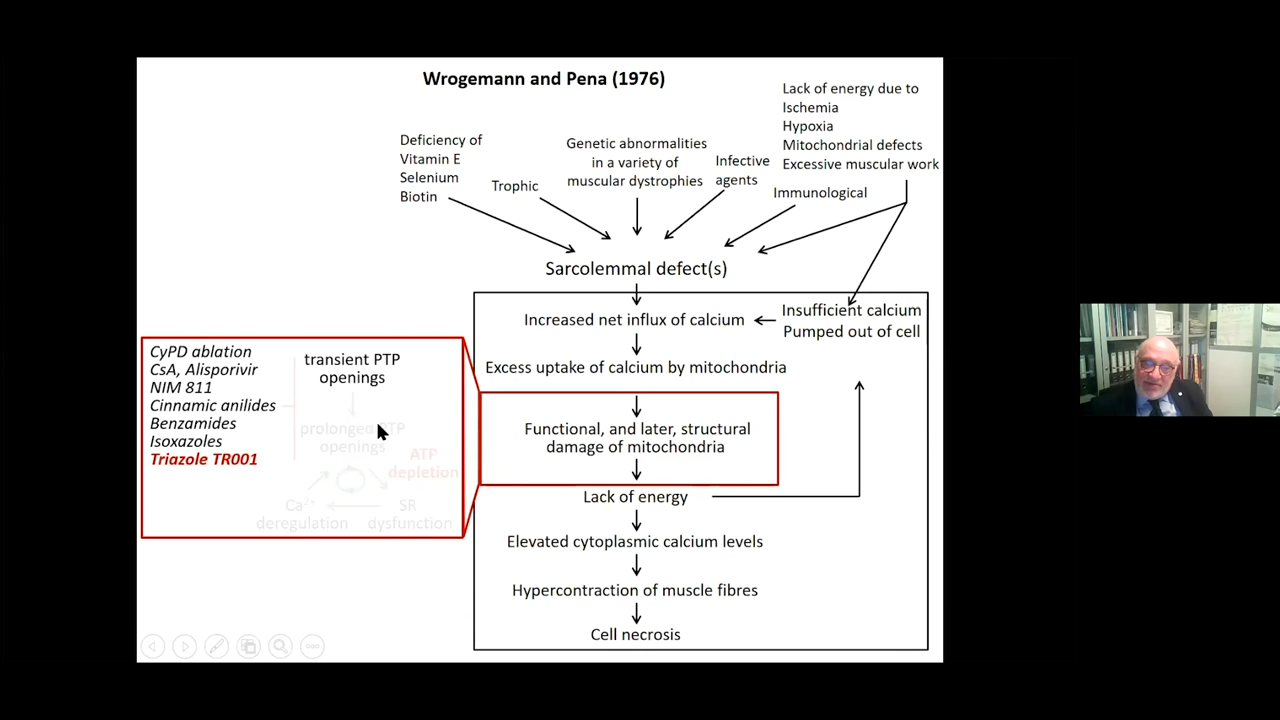 Wrogemann and Pena (1976)
Lack of energy due to
Ischemia
Hypoxia
Mitochondrial defects
Excessive muscular work
Deficiency of
Vitamin E
Selenium
Biotin
Trophic
Genetic abnormalities
in a variety of
muscular dystrophies
Infective
agents
Immunological
Sarcolemmal defect(s)
Increased net influx of calcium
Insufficient calcium
Pumped out of cell
Excess uptake of calcium by mitochondria
Functional, and later, structural
damage of mitochondria
Lack of energy
Elevated cytoplasmic calcium levels
Hypercontraction of muscle fibres
Cell necrosis
CyPD ablation
CsA, Alisporivir
NIM 811
Cinnamic anilides
Benzamides
Isoxazoles
Triazole TR001
transient PTP
openings
prolonged PTP
openings
ATP
depletion
Ca2+
deregulation
SR
dysfunction